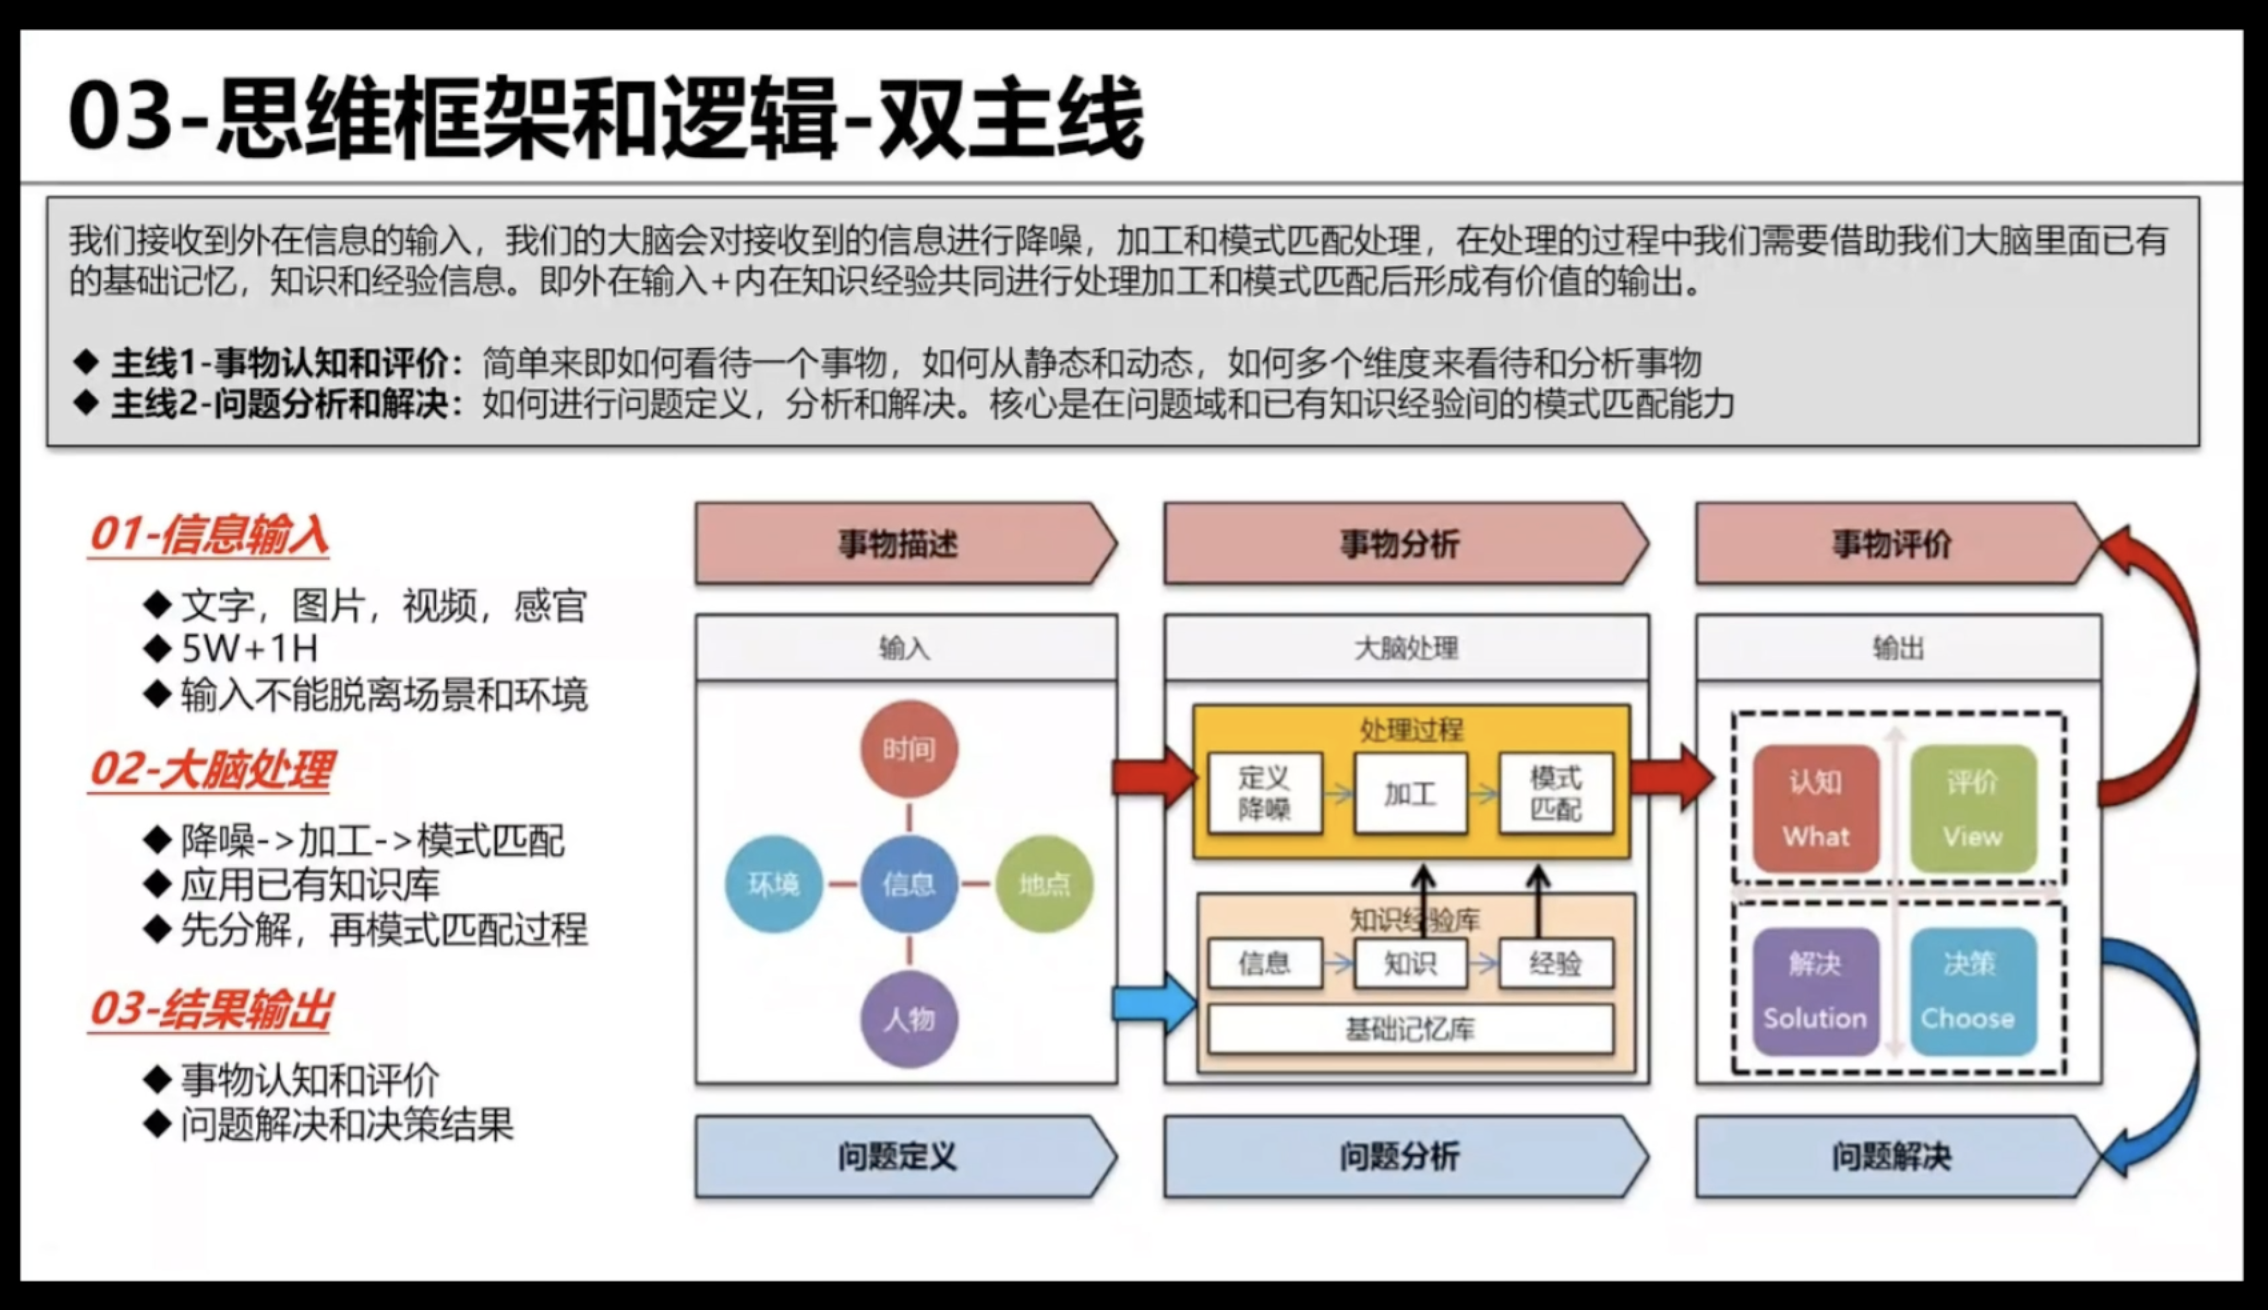 03-思维框架和逻辑-双主线
我们接收到外在信息的输入，我们的大脑会对接收到的信息进行降噪，加工和模式匹配处理，在处理的过程中我们需要借助我们大脑里面已有
的基础记忆，知识和经验信息。即外在输入+内在知识经验共同进行处理加工和模式匹配后形成有价值的输出。
◆ 主线1-事物认知和评价：简单来即如何看待一个事物，如何从静态和动态，如何多个维度来看待和分析事物
◆ 主线2-问题分析和解决：如何进行问题定义，分析和解决。核心是在问题域和已有知识经验间的模式匹配能力
01-信息输入
◆ 文字，图片，视频，感官
◆ 5W+1H
◆ 输入不能脱离场景和环境
02-大脑处理
◆ 降噪->加工->模式匹配
◆ 应用已有知识库
◆ 先分解，再模式匹配过程
03-结果输出
◆ 事物认知和评价
◆ 问题解决和决策结果
事物描述
事物分析
事物评价
输入
时间
环境
信息
地点
人物
大脑处理
处理过程
定义
降噪
加工
模式
匹配
知识经验库
信息
知识
经验
基础记忆库
输出
认知
What
评价
View
解决
Solution
决策
Choose
问题定义
问题分析
问题解决